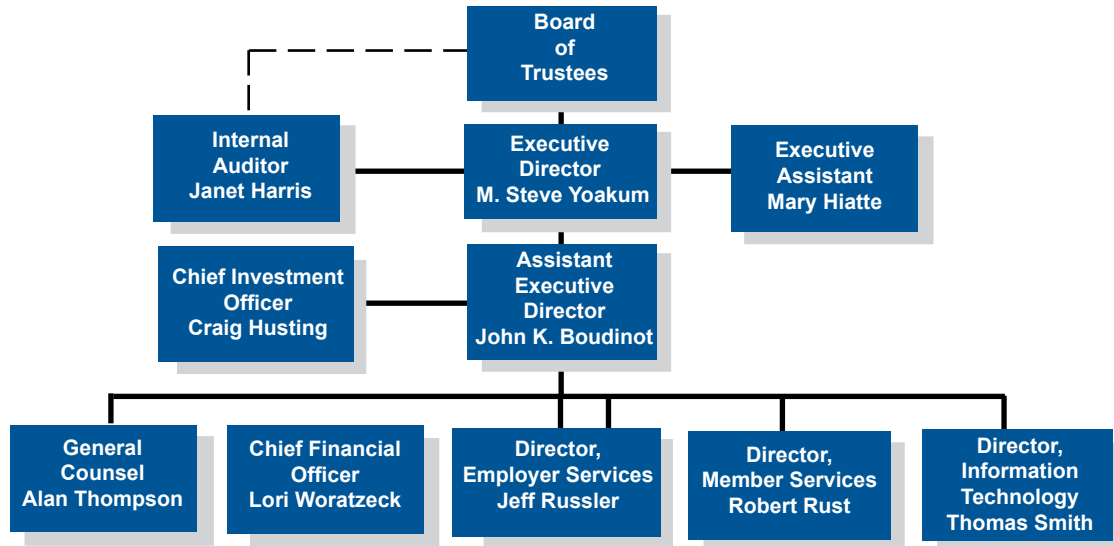 Board
of
Trustees
Internal
Auditor
Janet Harris
Executive
Director
M. Steve Yoakum
Executive
Assistant
Mary Hiatte
Chief Investment
Officer
Craig Husting
Assistant
Executive
Director
John K. Boudinot
General
Counsel
Alan Thompson
Chief Financial
Officer
Lori Woratzeck
Director,
Employer Services
Jeff Russler
Director,
Member Services
Robert Rust
Director,
Information
Technology
Thomas Smith